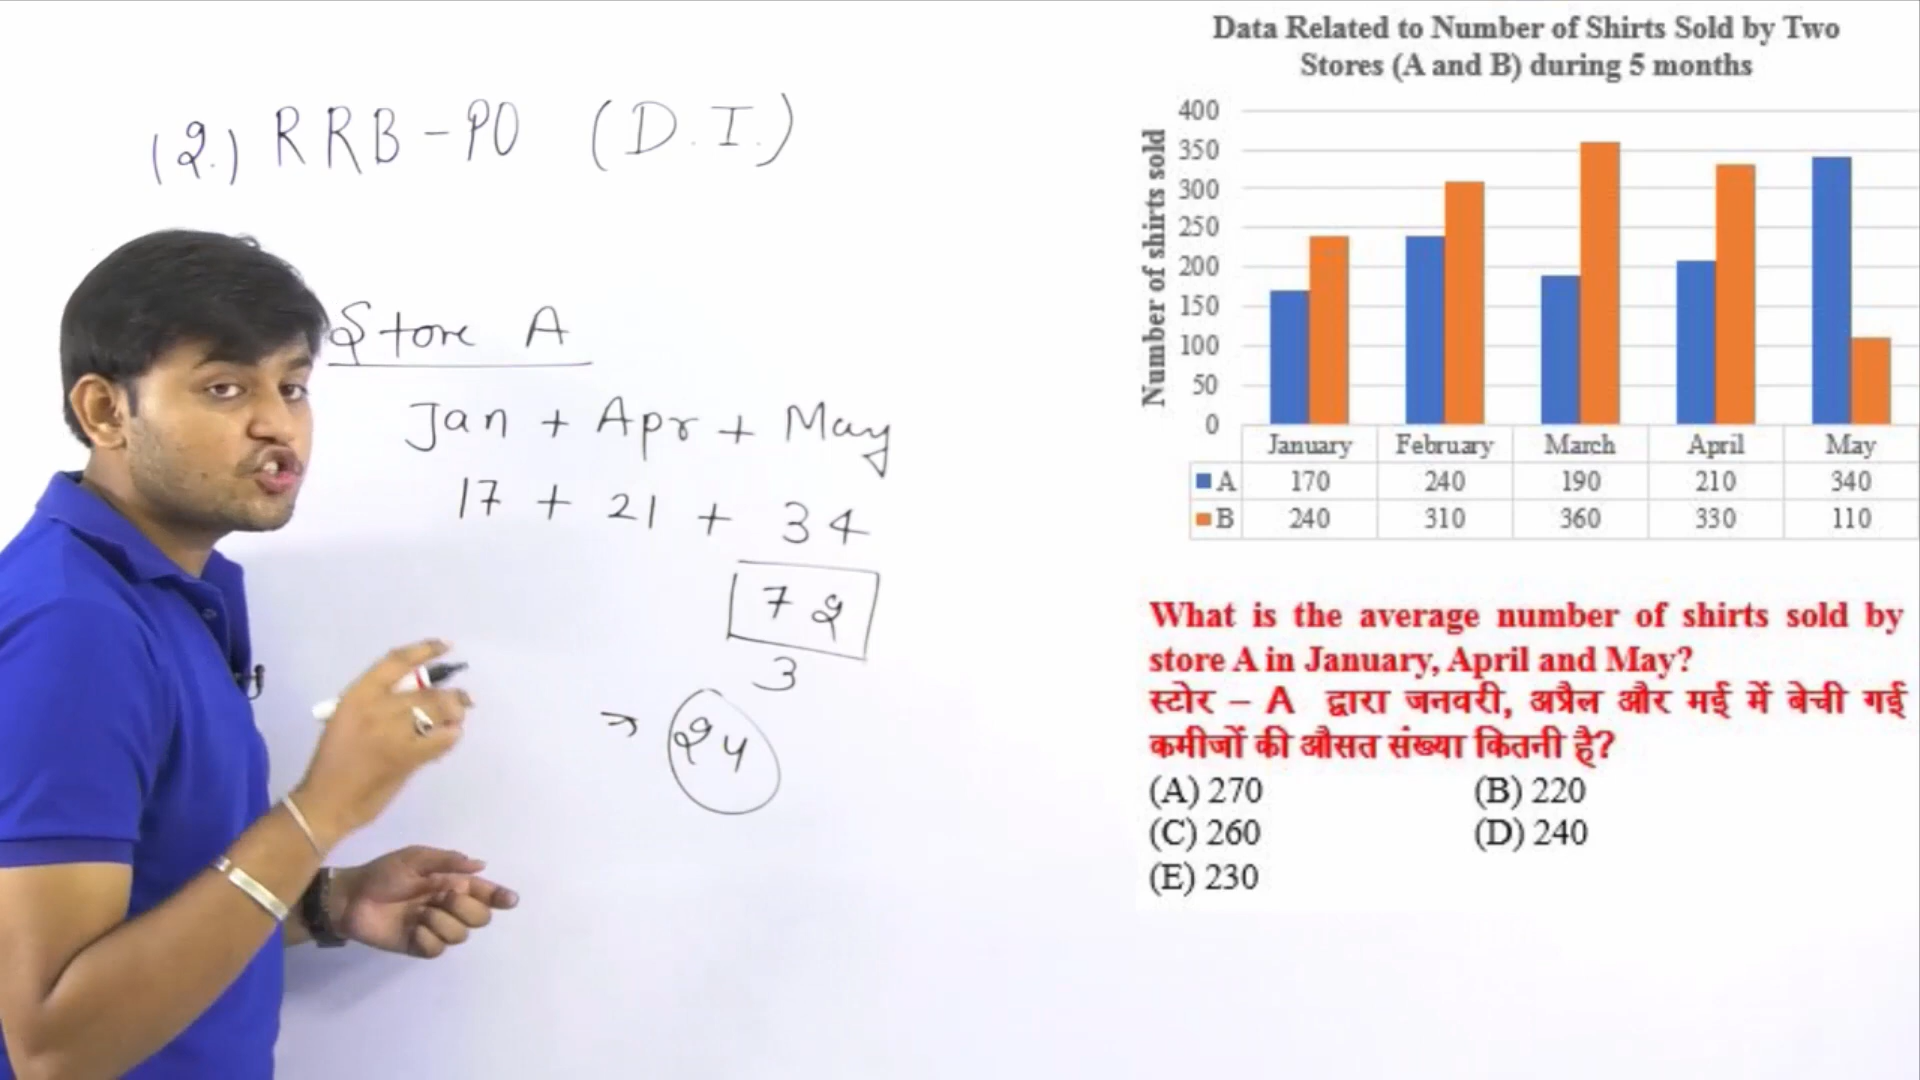 (2.) RRB-PO (D.I.)
Store A
Jan + Apr + May
17 + 21 + 34
72
3
⇒ 24
Data Related to Number of Shirts Sold by Two
Stores (A and B) during 5 months
Number of shirts sold
400
350
300
250
200
150
100
50
0
January February March April May
A 170 240 190 210 340
B 240 310 360 330 110
What is the average number of shirts sold by
store A in January, April and May?
स्टोर – A द्वारा जनवरी, अप्रैल और मई में बेची गई
कमीजों की औसत संख्या कितनी है?
(A) 270 (B) 220
(C) 260 (D) 240
(E) 230